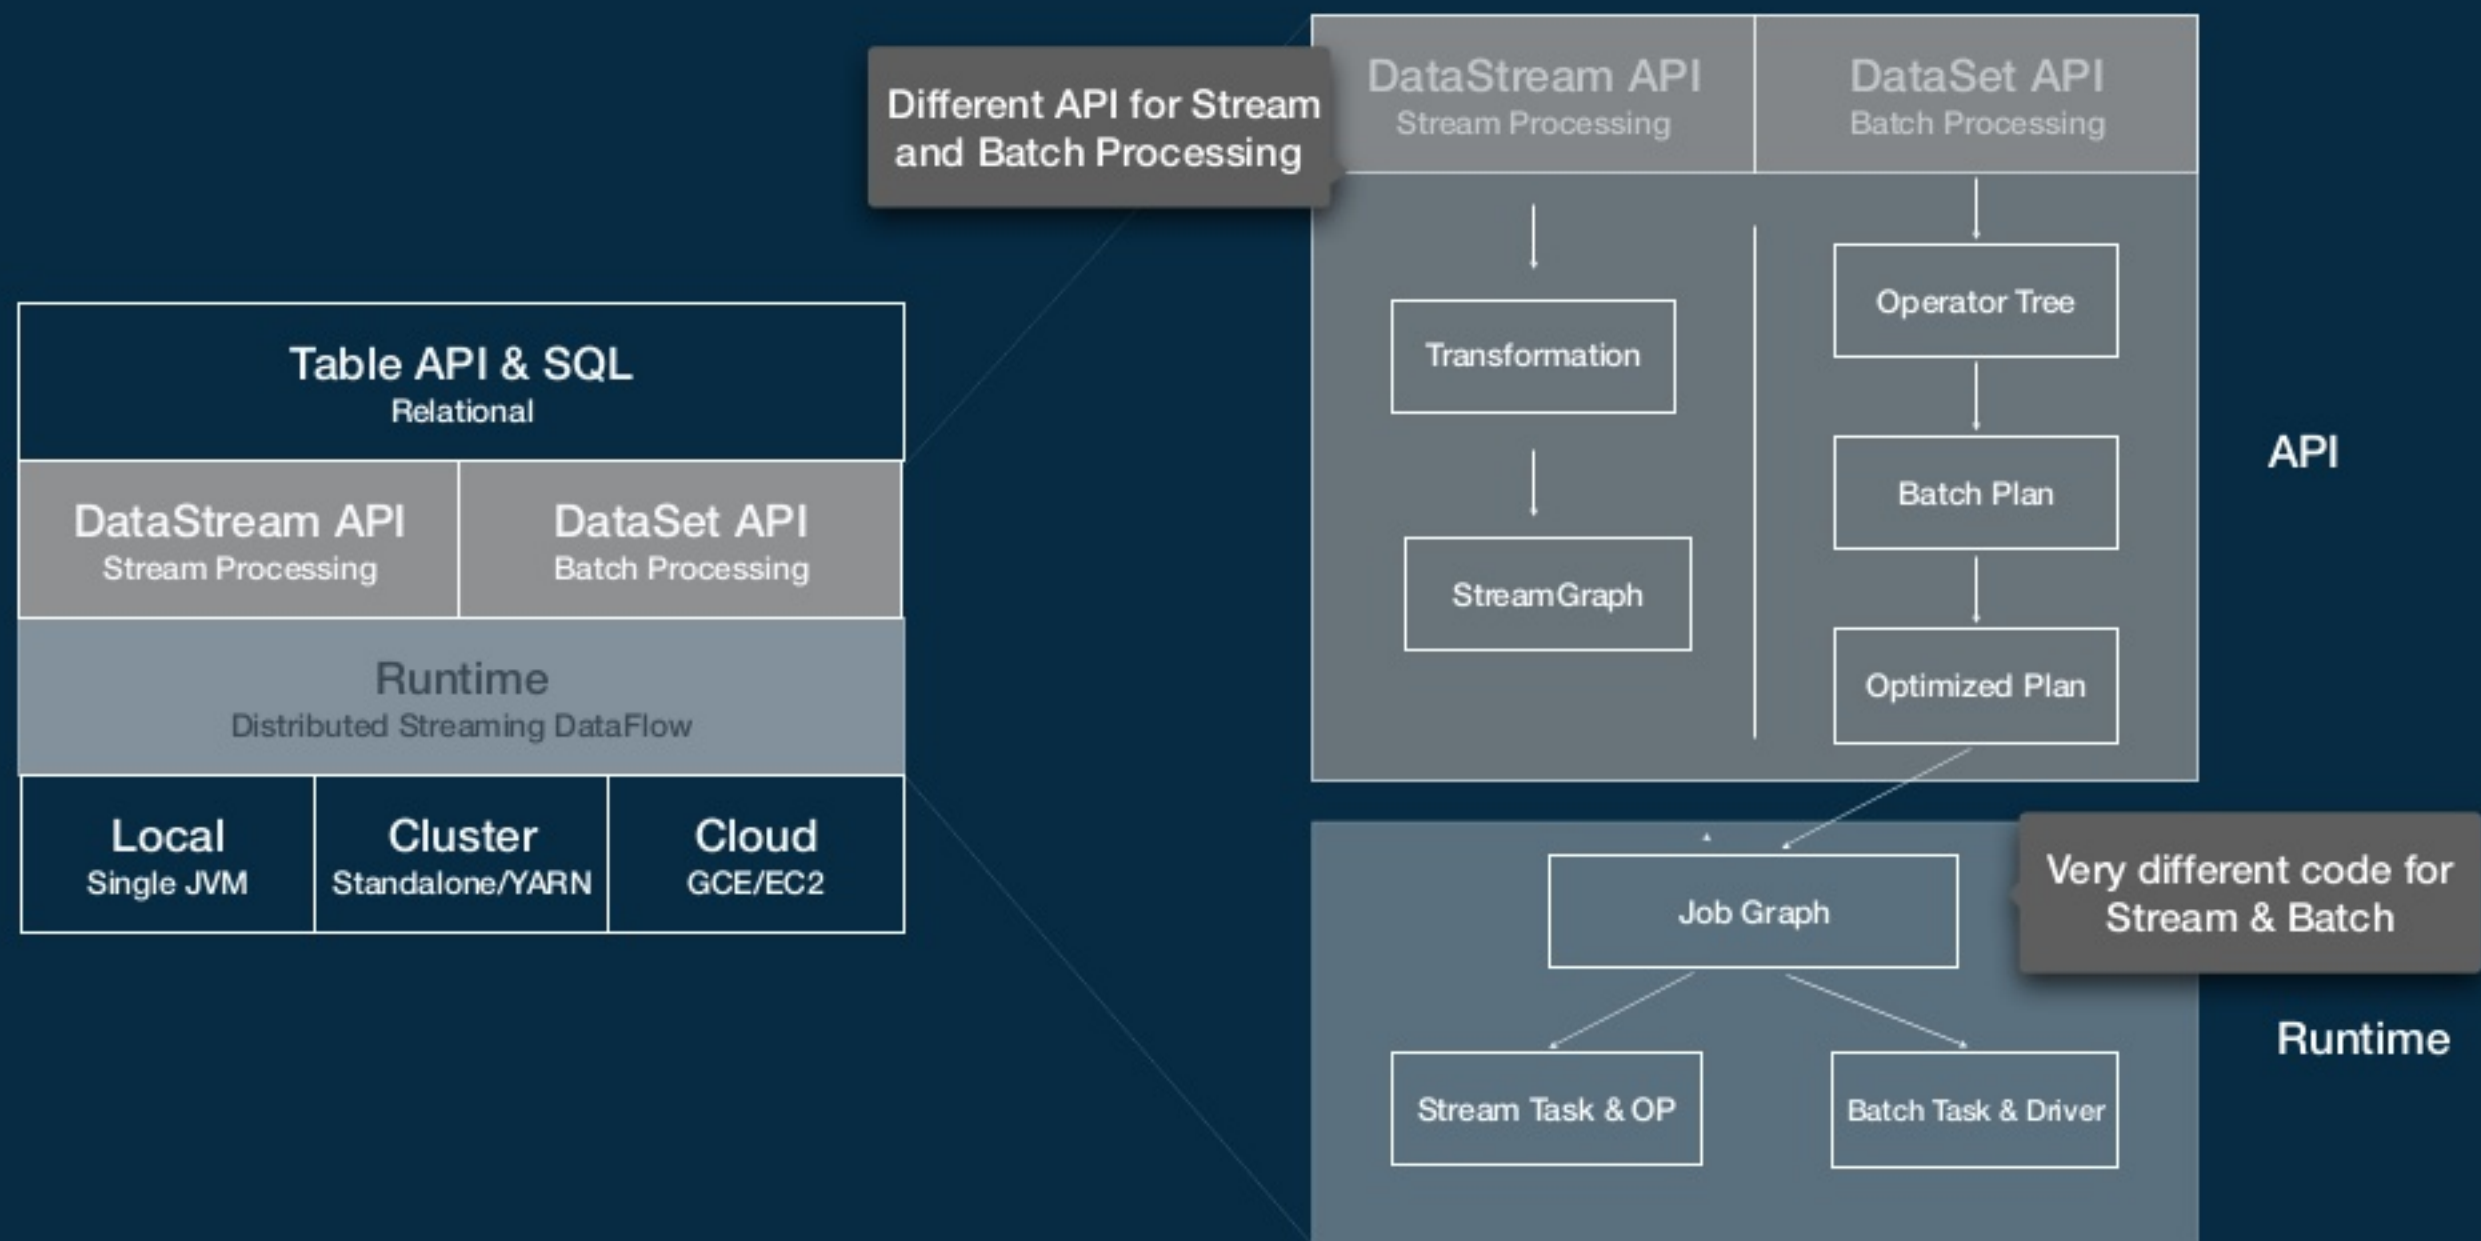 Different API for Stream
and Batch Processing
DataStream API
Stream Processing
DataSet API
Batch Processing
Table API & SQL
Relational
DataStream API
Stream Processing
DataSet API
Batch Processing
Runtime
Distributed Streaming DataFlow
Local
Single JVM
Cluster
Standalone/YARN
Cloud
GCE/EC2
Transformation
StreamGraph
Operator Tree
Batch Plan
Optimized Plan
API
Job Graph
Very different code for
Stream & Batch
Stream Task & OP
Batch Task & Driver
Runtime